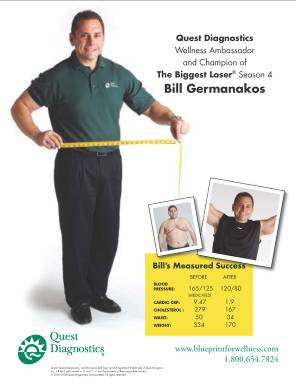 Quest Diagnostics
Wellness Ambassador
and Champion of
The Biggest Loser® Season 4
Bill Germanakos
Quest
Diagnostics
Bill's Measured Success
BEFORE AFTER
BLOOD
PRESSURE: 165/125 120/80
(MEDICATED)
CARDIO CRP: 9.47 1.9
CHOLESTEROL: 279 167
WAIST: 50 34
WEIGHT: 334 170
Quest
Diagnostics
www.blueprintforwellness.com
1.800.654.7824